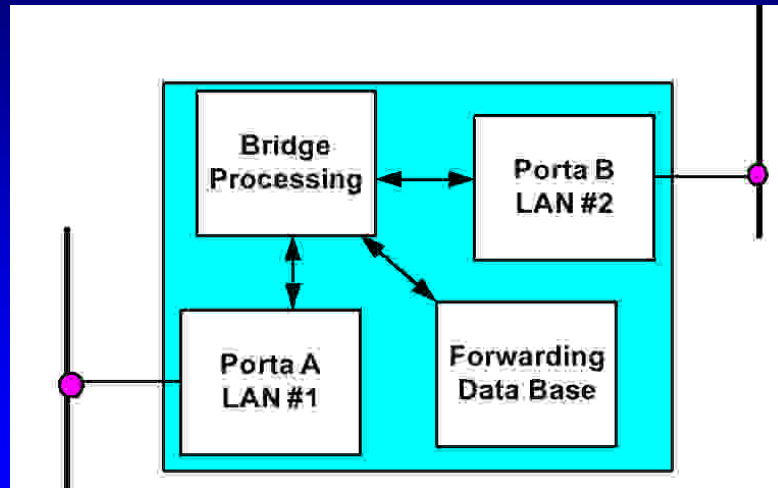 Bridge
Processing
Porta B
LAN #2
Porta A
LAN #1
Forwarding
Data Base